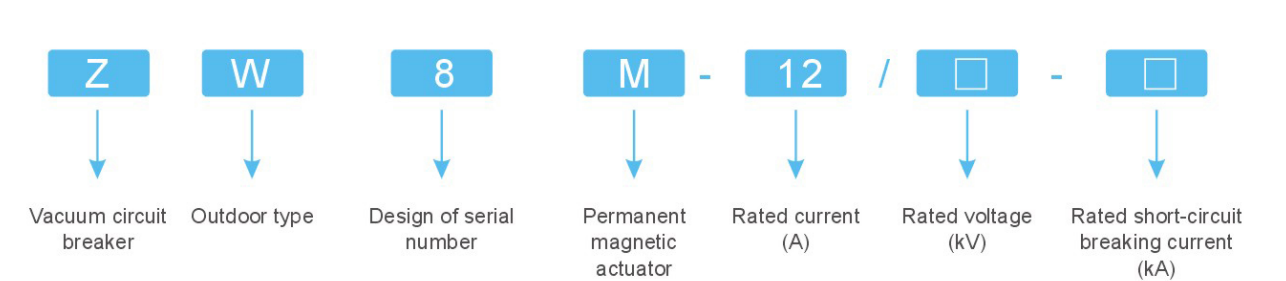 Z W 8 M - 12 / □ - □
Vacuum circuit breaker
Outdoor type
Design of serial number
Permanent magnetic actuator
Rated current (A)
Rated voltage (kV)
Rated short-circuit breaking current (kA)